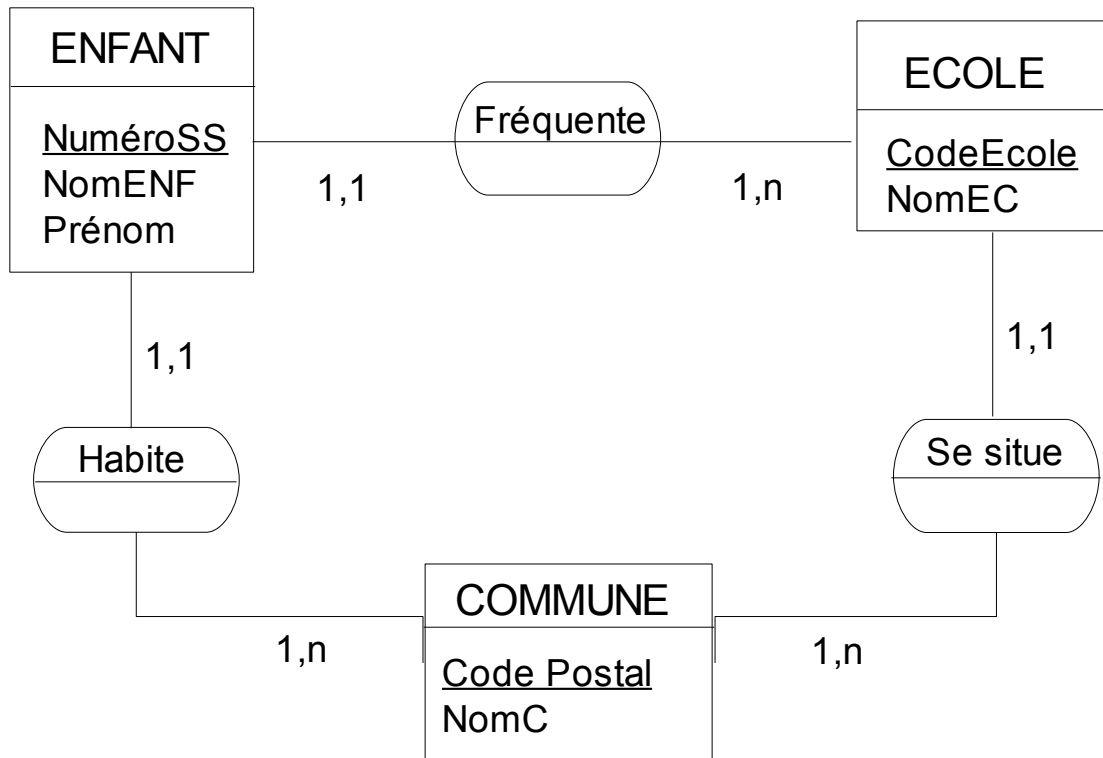 ENFANT
NuméroSS
NomENF
Prénom
Fréquente
1,1
1,n
ECOLE
CodeEcole
NomEC
1,1
1,1
Habite
Se situe
1,n
1,n
COMMUNE
Code Postal
NomC